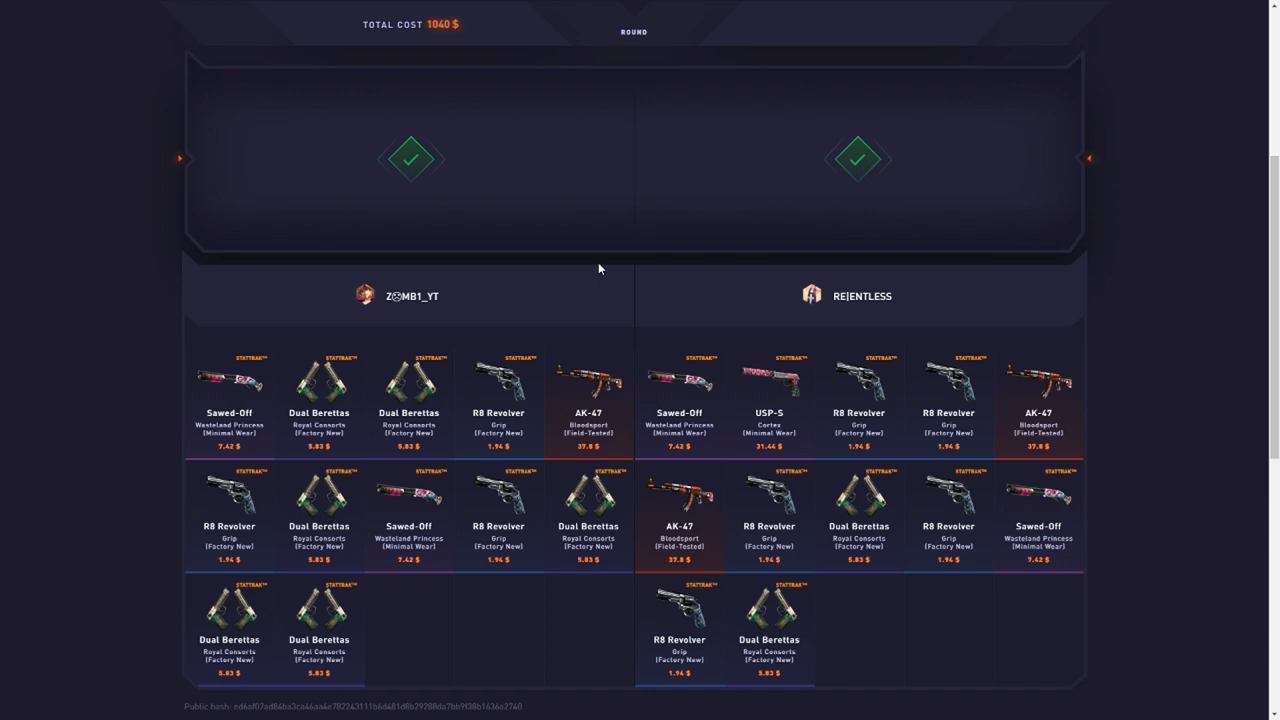 TOTAL COST 1040 $
ROUND
Z☹MB1_YT
RE|ENTLESS
STATTRAK™ STATTRAK™ STATTRAK™ STATTRAK™ STATTRAK™ STATTRAK™ STATTRAK™ STATTRAK™
Sawed-Off Dual Berettas Dual Berettas R8 Revolver AK-47 Sawed-Off USP-S R8 Revolver R8 Revolver AK-47
Wasteland Princess Royal Consorts Royal Consorts Grip Bloodsport Wasteland Princess Cortex Grip Grip Bloodsport
(Minimal Wear) (Factory New) (Factory New) (Factory New) (Field-Tested) (Minimal Wear) (Minimal Wear) (Factory New) (Factory New) (Field-Tested)
7.42 $ 5.83 $ 5.83 $ 1.94 $ 37.8 $ 7.42 $ 31.44 $ 1.94 $ 1.94 $ 37.8 $
STATTRAK™ STATTRAK™ STATTRAK™ STATTRAK™ STATTRAK™ STATTRAK™ STATTRAK™ STATTRAK™ STATTRAK™
R8 Revolver Dual Berettas Sawed-Off R8 Revolver Dual Berettas AK-47 R8 Revolver Dual Berettas R8 Revolver Sawed-Off
Grip Royal Consorts Wasteland Princess Grip Royal Consorts Bloodsport Grip Royal Consorts Grip Wasteland Princess
(Factory New) (Factory New) (Minimal Wear) (Factory New) (Factory New) (Field-Tested) (Factory New) (Factory New) (Factory New) (Minimal Wear)
1.94 $ 5.83 $ 7.42 $ 1.94 $ 5.83 $ 37.8 $ 1.94 $ 5.83 $ 1.94 $ 7.42 $
STATTRAK™ STATTRAK™ STATTRAK™ STATTRAK™
Dual Berettas Dual Berettas R8 Revolver Dual Berettas
Royal Consorts Royal Consorts Grip Royal Consorts
(Factory New) (Factory New) (Factory New) (Factory New)
5.83 $ 5.83 $ 1.94 $ 5.83 $
Public hash: ed6af07ad84ba3ca46aa4e782243111b6d481d8b29288da7bb9f38b1636a2740